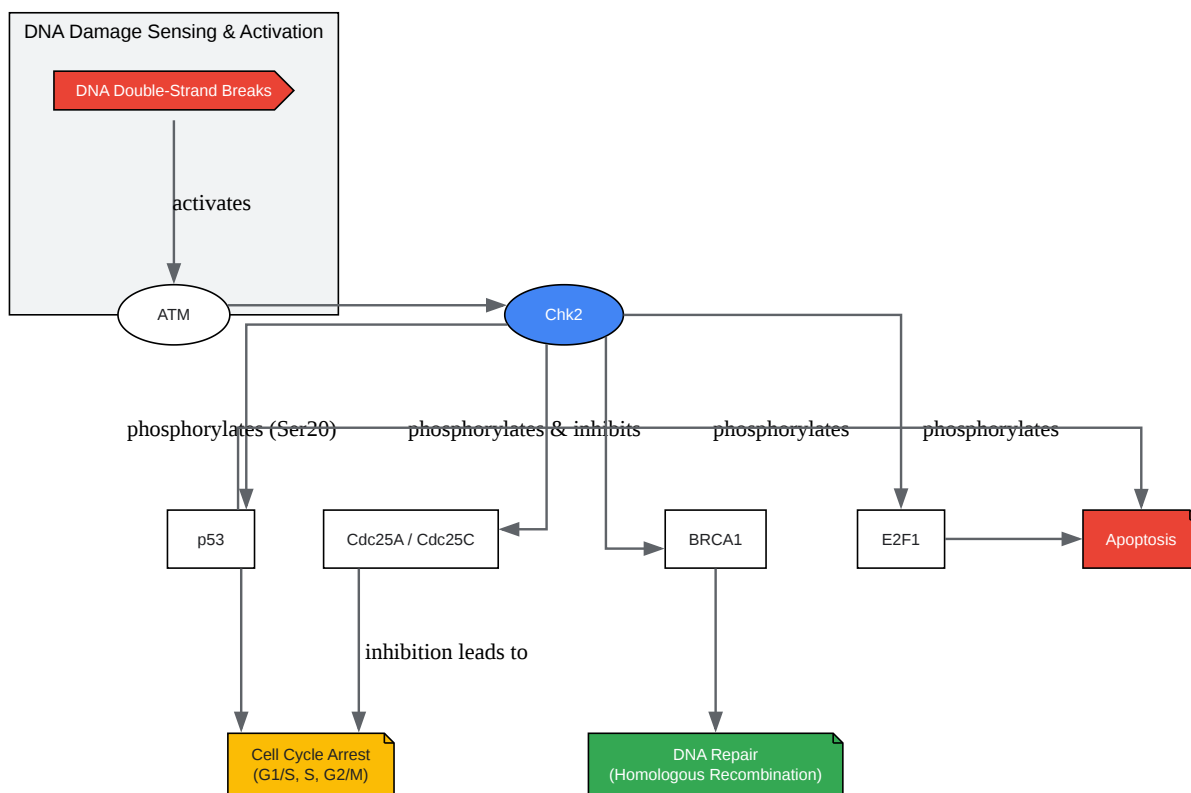 DNA Damage Sensing & Activation
DNA Double-Strand Breaks
activates
ATM
Chk2
phosphorylates (Ser20)
phosphorylates & inhibits
phosphorylates
phosphorylates
p53
Cdc25A / Cdc25C
BRCA1
E2F1
Apoptosis
inhibition leads to
Cell Cycle Arrest
(G1/S, S, G2/M)
DNA Repair
(Homologous Recombination)